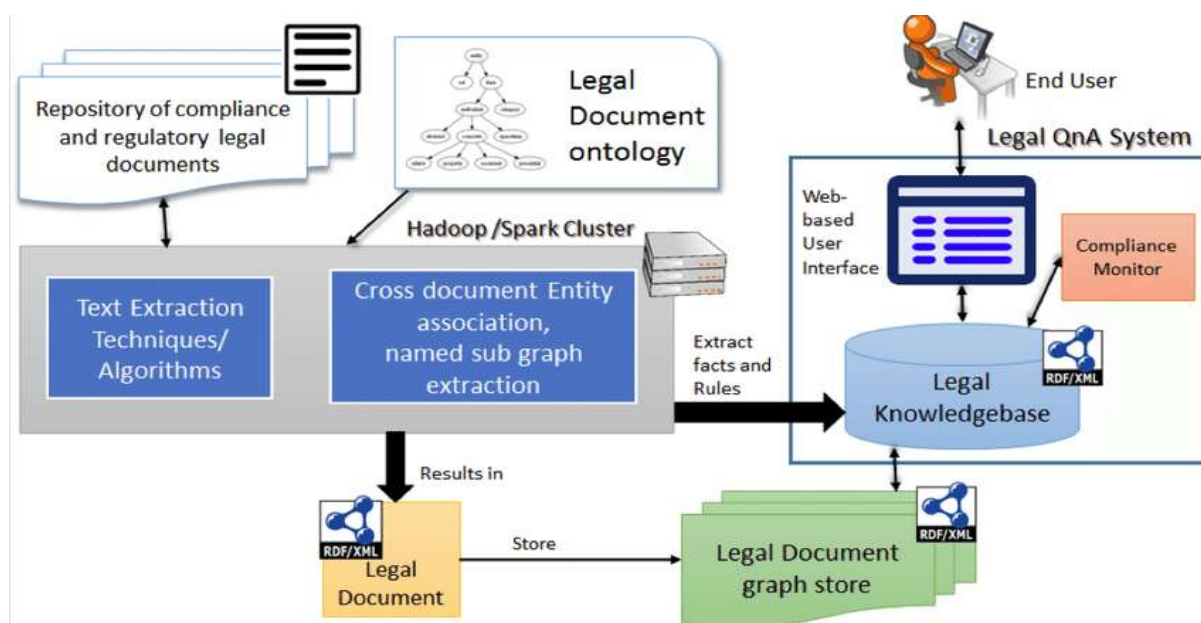 Repository of compliance
and regulatory legal
documents
Legal
Document
ontology
End User
Legal QnA System
Web-
based
User
Interface
Compliance
Monitor
Hadoop /Spark Cluster
Text Extraction
Techniques/
Algorithms
Cross document Entity
association,
named sub graph
extraction
Extract
facts and
Rules
RDF/XML
Legal
Knowledgebase
Results in
RDF/XML
Legal
Document
Store
RDF/XML
Legal Document
graph store